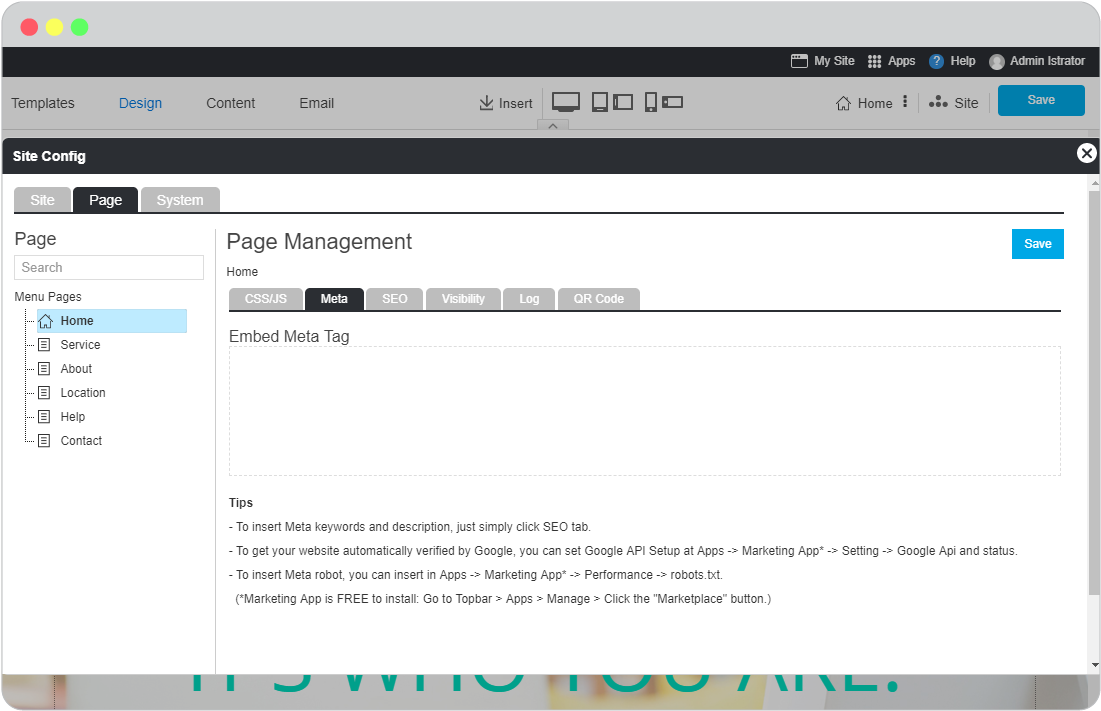 My Site Apps ? Help Admin Istrator
Templates Design Content Email Insert Home Site Save
Site Config
Site Page System
Page
Search
Menu Pages
Home
Service
About
Location
Help
Contact
Page Management
Save
Home
CSS/JS Meta SEO Visibility Log QR Code
Embed Meta Tag
Tips
- To insert Meta keywords and description, just simply click SEO tab.
- To get your website automatically verified by Google, you can set Google API Setup at Apps -> Marketing App* -> Setting -> Google Api and status.
- To insert Meta robot, you can insert in Apps -> Marketing App* -> Performance -> robots.txt.
(*Marketing App is FREE to install: Go to Topbar > Apps > Manage > Click the "Marketplace" button.)
IT'S WHO YOU ARE.